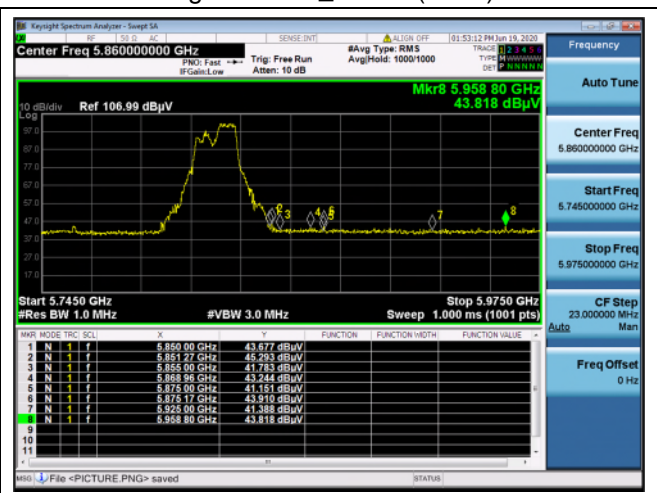 Keysight Spectrum Analyzer - Swept SA
RF 50 Ω AC SENSE:INT ALIGN OFF 01:53:12 PM Jun 19, 2020
Center Freq 5.860000000 GHz
PNO: Fast
IFGain:Low
Trig: Free Run
Atten: 10 dB
#Avg Type: RMS
Avg|Hold: 1000/1000
TRACE 1 2 3 4 5 6
TYPE M W W W W W
DET P N N N N N
Mkr8 5.958 80 GHz
43.818 dBµV
10 dB/div Ref 106.99 dBµV
Log
97.0
87.0
77.0
67.0
57.0
47.0
37.0
27.0
17.0
2 3 4 7 8
Start 5.7450 GHz Stop 5.9750 GHz
#Res BW 1.0 MHz #VBW 3.0 MHz Sweep 1.000 ms (1001 pts)
MKR MODE TRC SCL X Y FUNCTION FUNCTION WIDTH FUNCTION VALUE
1 N 1 f 5.850 00 GHz 43.677 dBµV
2 N 1 f 5.851 27 GHz 45.293 dBµV
3 N 1 f 5.855 00 GHz 41.783 dBµV
4 N 1 f 5.868 96 GHz 43.244 dBµV
5 N 1 f 5.875 00 GHz 41.151 dBµV
6 N 1 f 5.875 17 GHz 43.910 dBµV
7 N 1 f 5.925 00 GHz 41.388 dBµV
8 N 1 f 5.958 80 GHz 43.818 dBµV
9
10
11
MSG File <PICTURE.PNG> saved STATUS
Frequency
Auto Tune
Center Freq
5.860000000 GHz
Start Freq
5.745000000 GHz
Stop Freq
5.975000000 GHz
CF Step
23.000000 MHz
Auto Man
Freq Offset
0 Hz